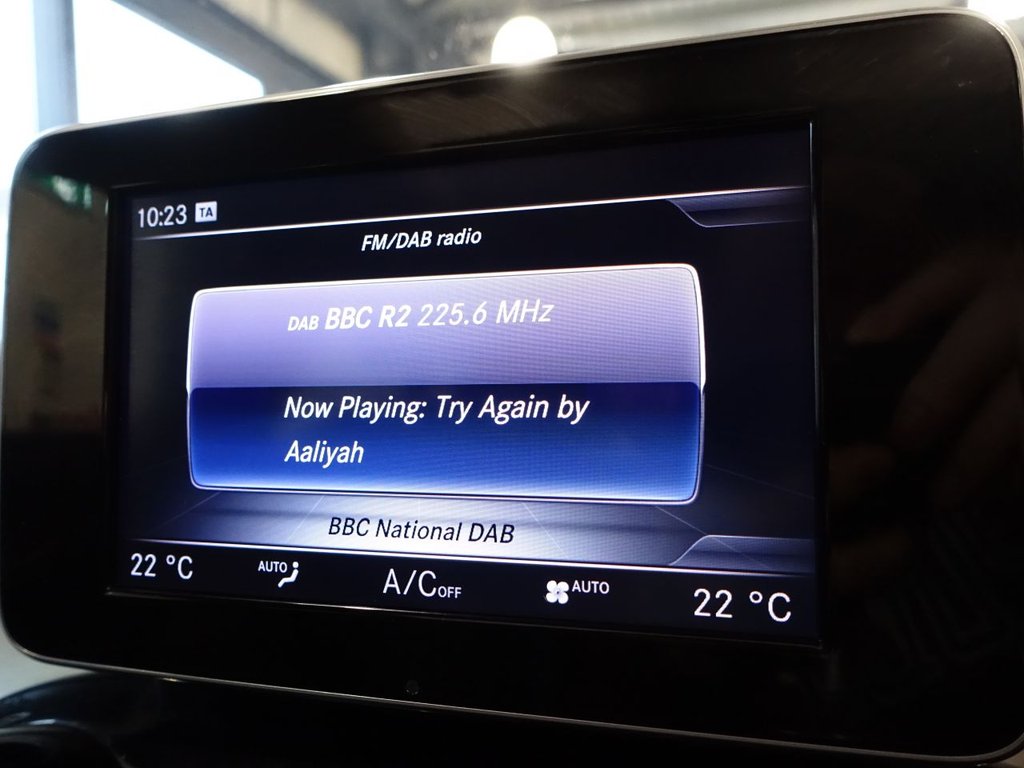 10:23 TA
FM/DAB radio
DAB BBC R2 225.6 MHz
Now Playing: Try Again by
Aaliyah
BBC National DAB
22 °C AUTO A/C OFF AUTO 22 °C